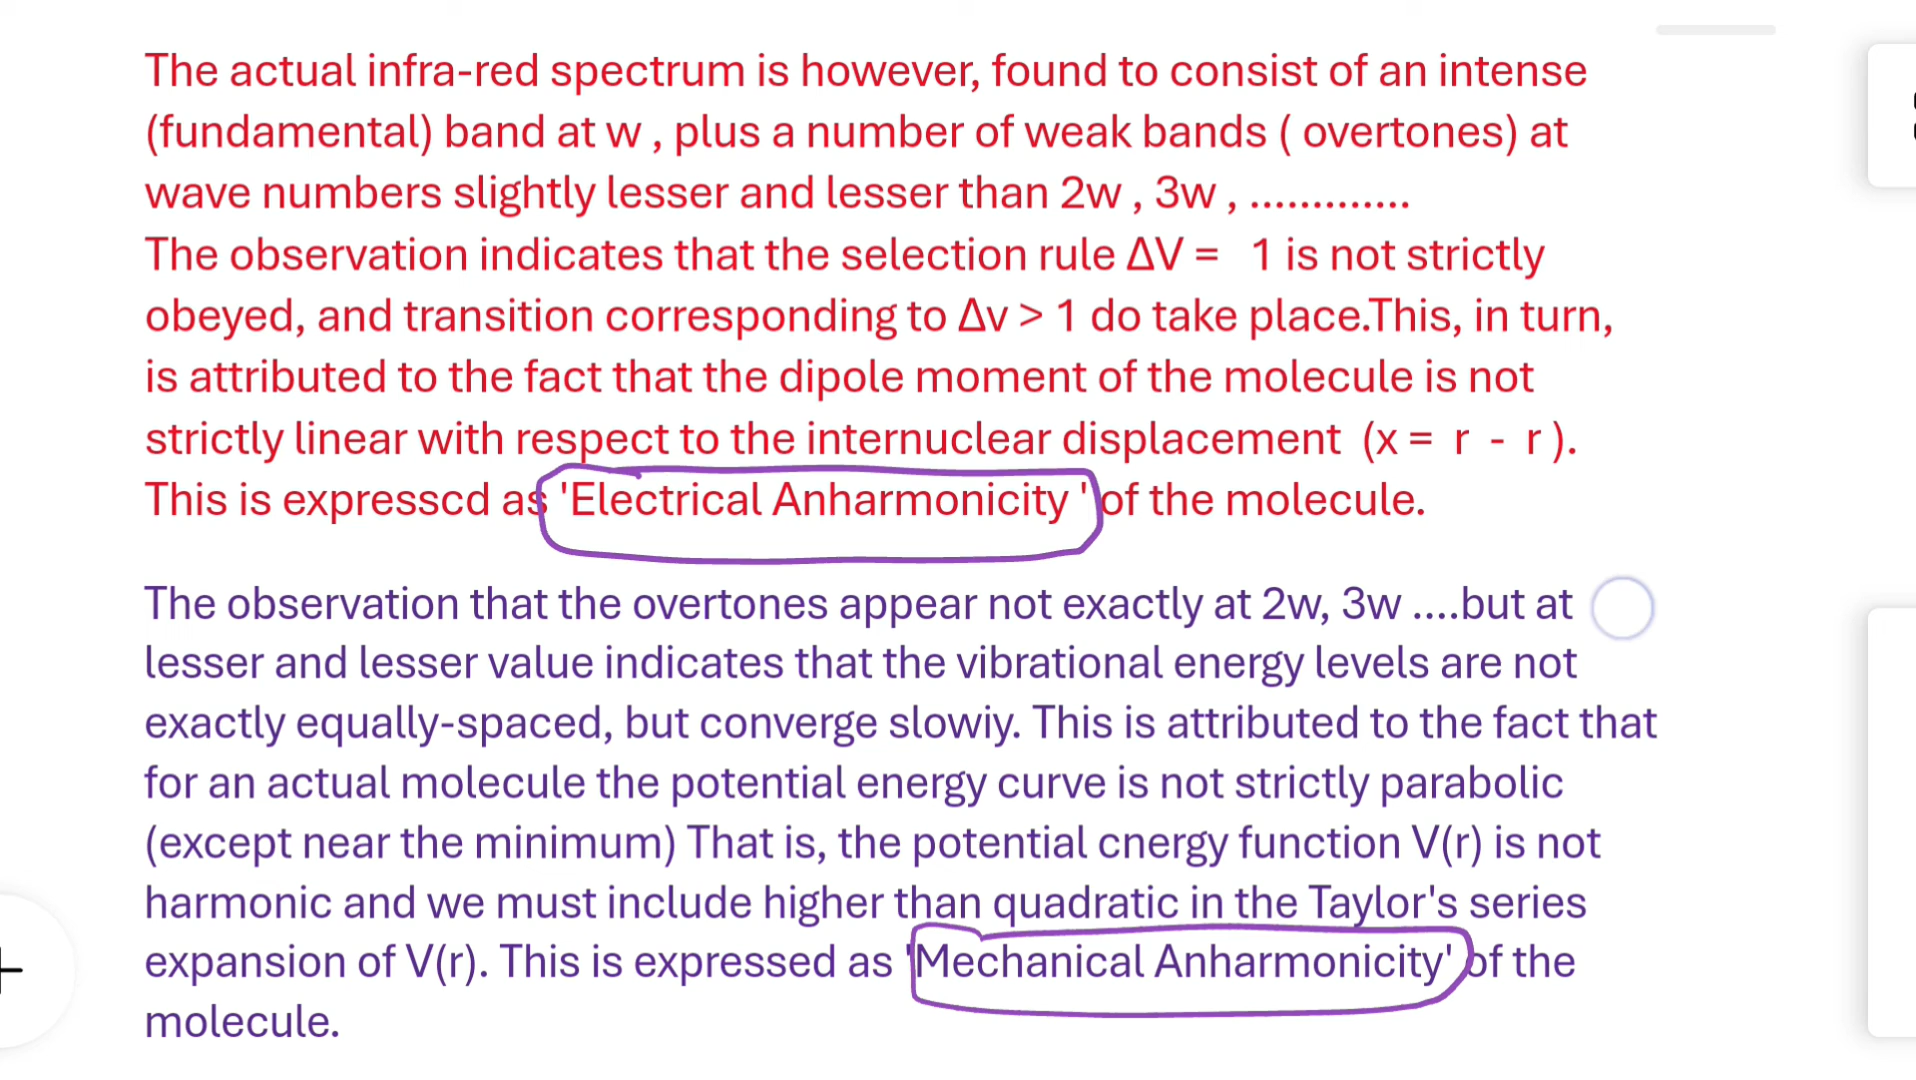 The actual infra-red spectrum is however, found to consist of an intense
(fundamental) band at w , plus a number of weak bands ( overtones) at
wave numbers slightly lesser and lesser than 2w , 3w , .............
The observation indicates that the selection rule ΔV =   1 is not strictly
obeyed, and transition corresponding to Δv > 1 do take place.This, in turn,
is attributed to the fact that the dipole moment of the molecule is not
strictly linear with respect to the internuclear displacement  (x =  r  -  r ).
This is expresscd as 'Electrical Anharmonicity ' of the molecule.
The observation that the overtones appear not exactly at 2w, 3w ....but at
lesser and lesser value indicates that the vibrational energy levels are not
exactly equally-spaced, but converge slowiy. This is attributed to the fact that
for an actual molecule the potential energy curve is not strictly parabolic
(except near the minimum) That is, the potential cnergy function V(r) is not
harmonic and we must include higher than quadratic in the Taylor's series
expansion of V(r). This is expressed as 'Mechanical Anharmonicity' of the
molecule.